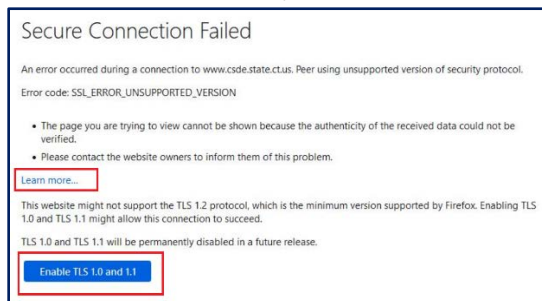 Secure Connection Failed
An error occurred during a connection to www.csde.state.ct.us. Peer using unsupported version of security protocol.
Error code: SSL_ERROR_UNSUPPORTED_VERSION
• The page you are trying to view cannot be shown because the authenticity of the received data could not be
verified.
• Please contact the website owners to inform them of this problem.
Learn more...
This website might not support the TLS 1.2 protocol, which is the minimum version supported by Firefox. Enabling TLS
1.0 and TLS 1.1 might allow this connection to succeed.
TLS 1.0 and TLS 1.1 will be permanently disabled in a future release.
Enable TLS 1.0 and 1.1